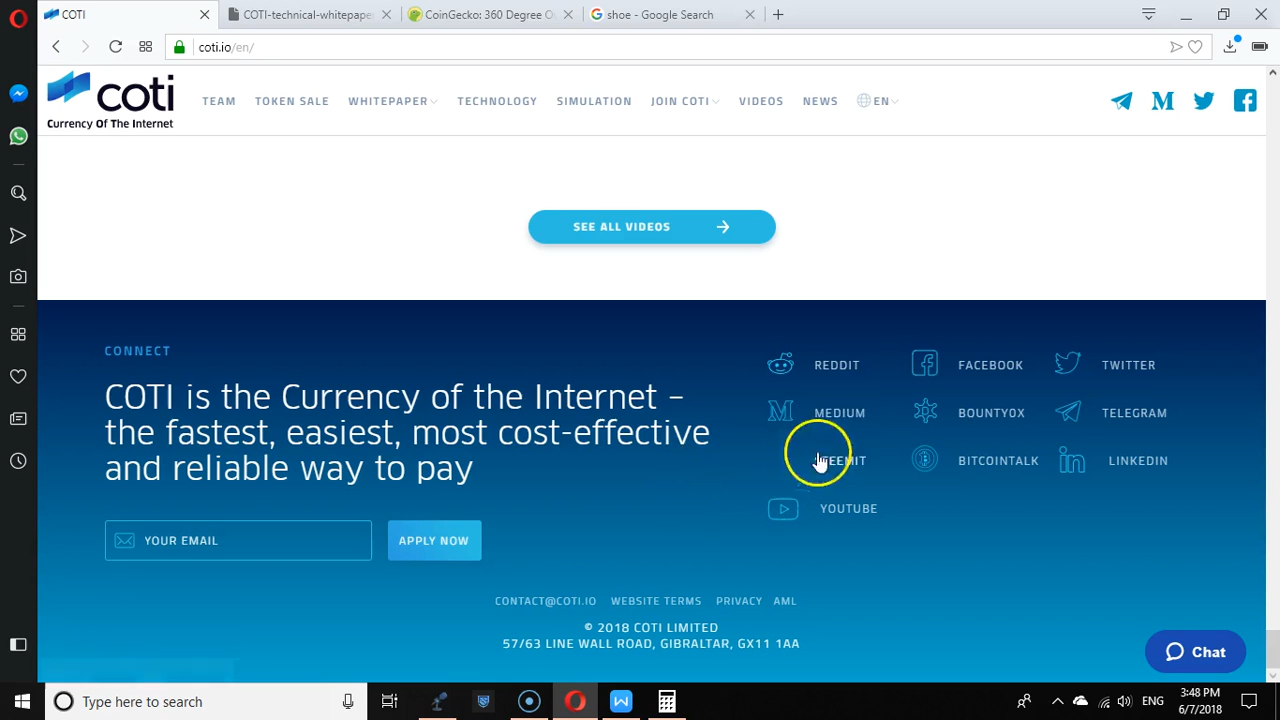 COTI
COTI-technical-whitepaper
CoinGecko: 360 Degree O
shoe - Google Search
coti.io/en/
coti
Currency Of The Internet
TEAM
TOKEN SALE
WHITEPAPER
TECHNOLOGY
SIMULATION
JOIN COTI
VIDEOS
NEWS
EN
SEE ALL VIDEOS
CONNECT
COTI is the Currency of the Internet –
the fastest, easiest, most cost-effective
and reliable way to pay
YOUR EMAIL
APPLY NOW
REDDIT
FACEBOOK
TWITTER
MEDIUM
BOUNTY0X
TELEGRAM
STEEMIT
BITCOINTALK
LINKEDIN
YOUTUBE
CONTACT@COTI.IO
WEBSITE TERMS
PRIVACY
AML
© 2018 COTI LIMITED
57/63 LINE WALL ROAD, GIBRALTAR, GX11 1AA
Chat
Type here to search
ENG
3:48 PM
6/7/2018